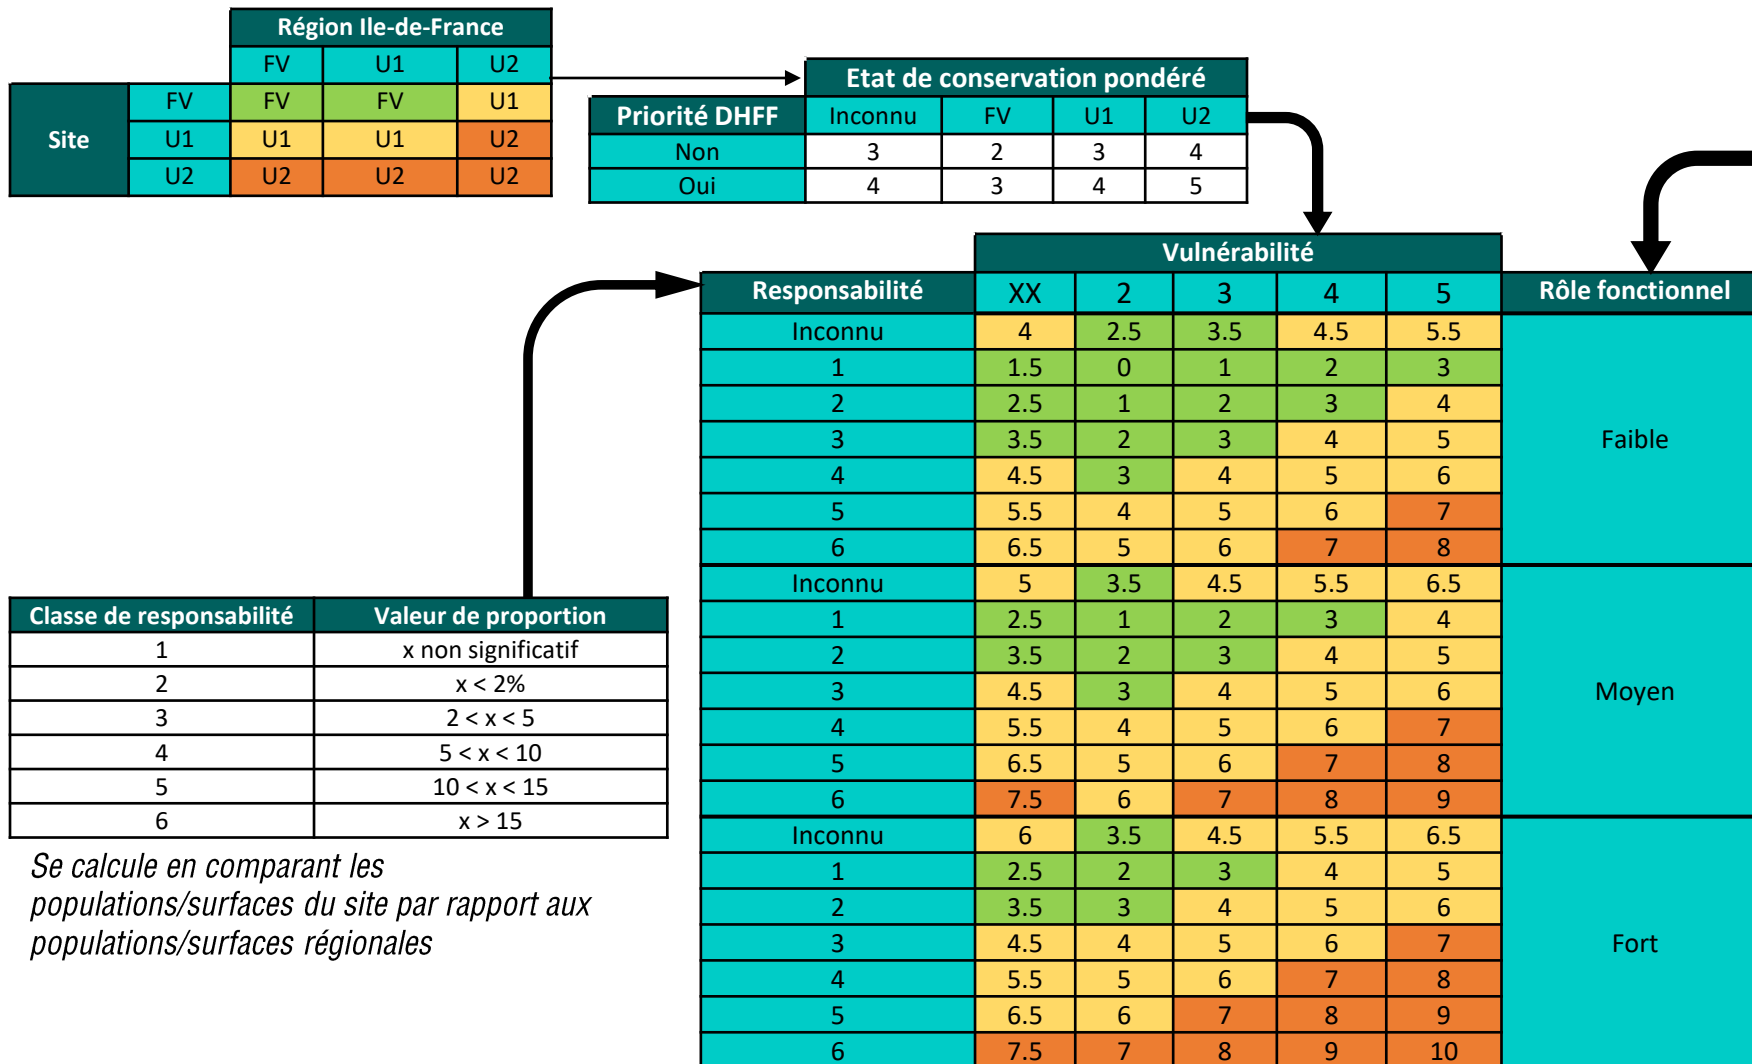 Région Ile-de-France
FV U1 U2
Site
FV FV FV U1
U1 U1 U1 U2
U2 U2 U2 U2
Etat de conservation pondéré
Priorité DHFF Inconnu FV U1 U2
Non 3 2 3 4
Oui 4 3 4 5
Vulnérabilité
Responsabilité XX 2 3 4 5 Rôle fonctionnel
Inconnu 4 2.5 3.5 4.5 5.5
1 1.5 0 1 2 3
2 2.5 1 2 3 4
3 3.5 2 3 4 5 Faible
4 4.5 3 4 5 6
5 5.5 4 5 6 7
6 6.5 5 6 7 8
Inconnu 5 3.5 4.5 5.5 6.5
1 2.5 1 2 3 4
2 3.5 2 3 4 5
3 4.5 3 4 5 6 Moyen
4 5.5 4 5 6 7
5 6.5 5 6 7 8
6 7.5 6 7 8 9
Inconnu 6 3.5 4.5 5.5 6.5
1 2.5 2 3 4 5
2 3.5 3 4 5 6
3 4.5 4 5 6 7 Fort
4 5.5 5 6 7 8
5 6.5 6 7 8 9
6 7.5 7 8 9 10
Classe de responsabilité Valeur de proportion
1 x non significatif
2 x < 2%
3 2 < x < 5
4 5 < x < 10
5 10 < x < 15
6 x > 15
Se calcule en comparant les
populations/surfaces du site par rapport aux
populations/surfaces régionales